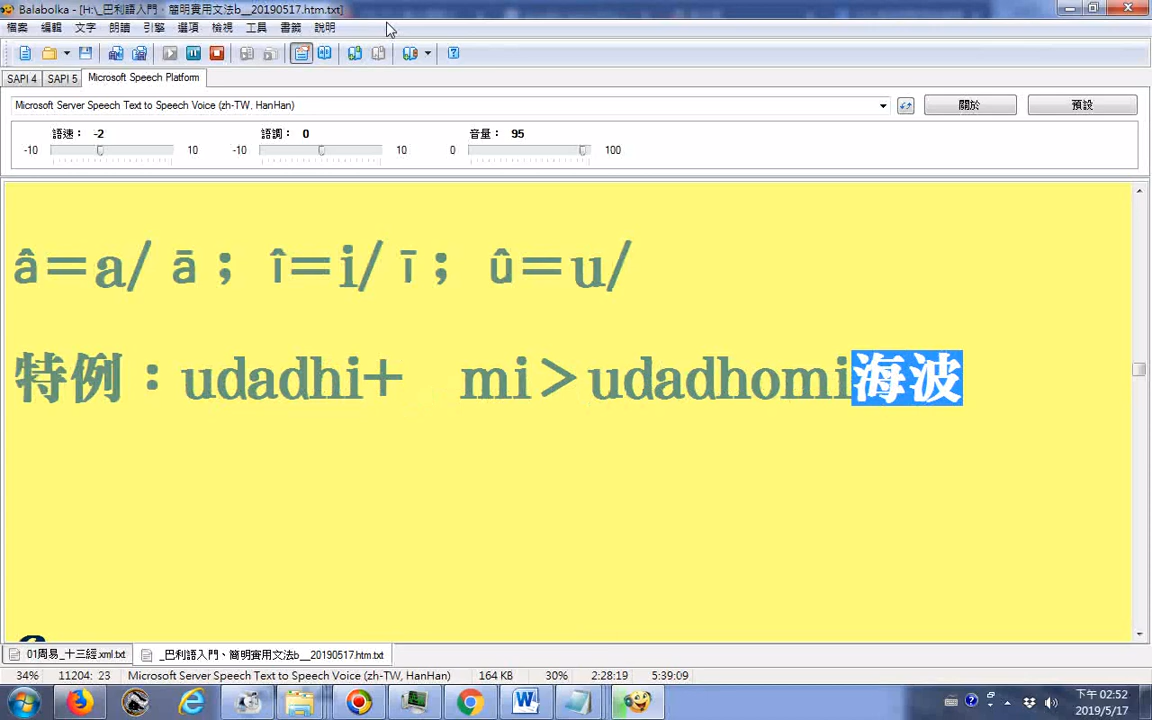 Balabolka - [H:\_巴利語入門、簡明實用文法b__20190517.htm.txt]
檔案 編輯 文字 朗讀 引擎 選項 檢視 工具 書籤 說明
SAPI 4 SAPI 5 Microsoft Speech Platform
Microsoft Server Speech Text to Speech Voice (zh-TW, HanHan)
關於 預設
語速： -2 語調： 0 音量： 95
-10 10 -10 10 0 100
â＝a/ ā；î＝i/ ī；û＝u/
特例：udadhi＋ mi＞udadhomi海波
01周易_十三經.xml.txt _巴利語入門、簡明實用文法b__20190517.htm.txt
34% 11204: 23 Microsoft Server Speech Text to Speech Voice (zh-TW, HanHan) 164 KB 30% 2:28:19 5:39:09
下午 02:52
2019/5/17